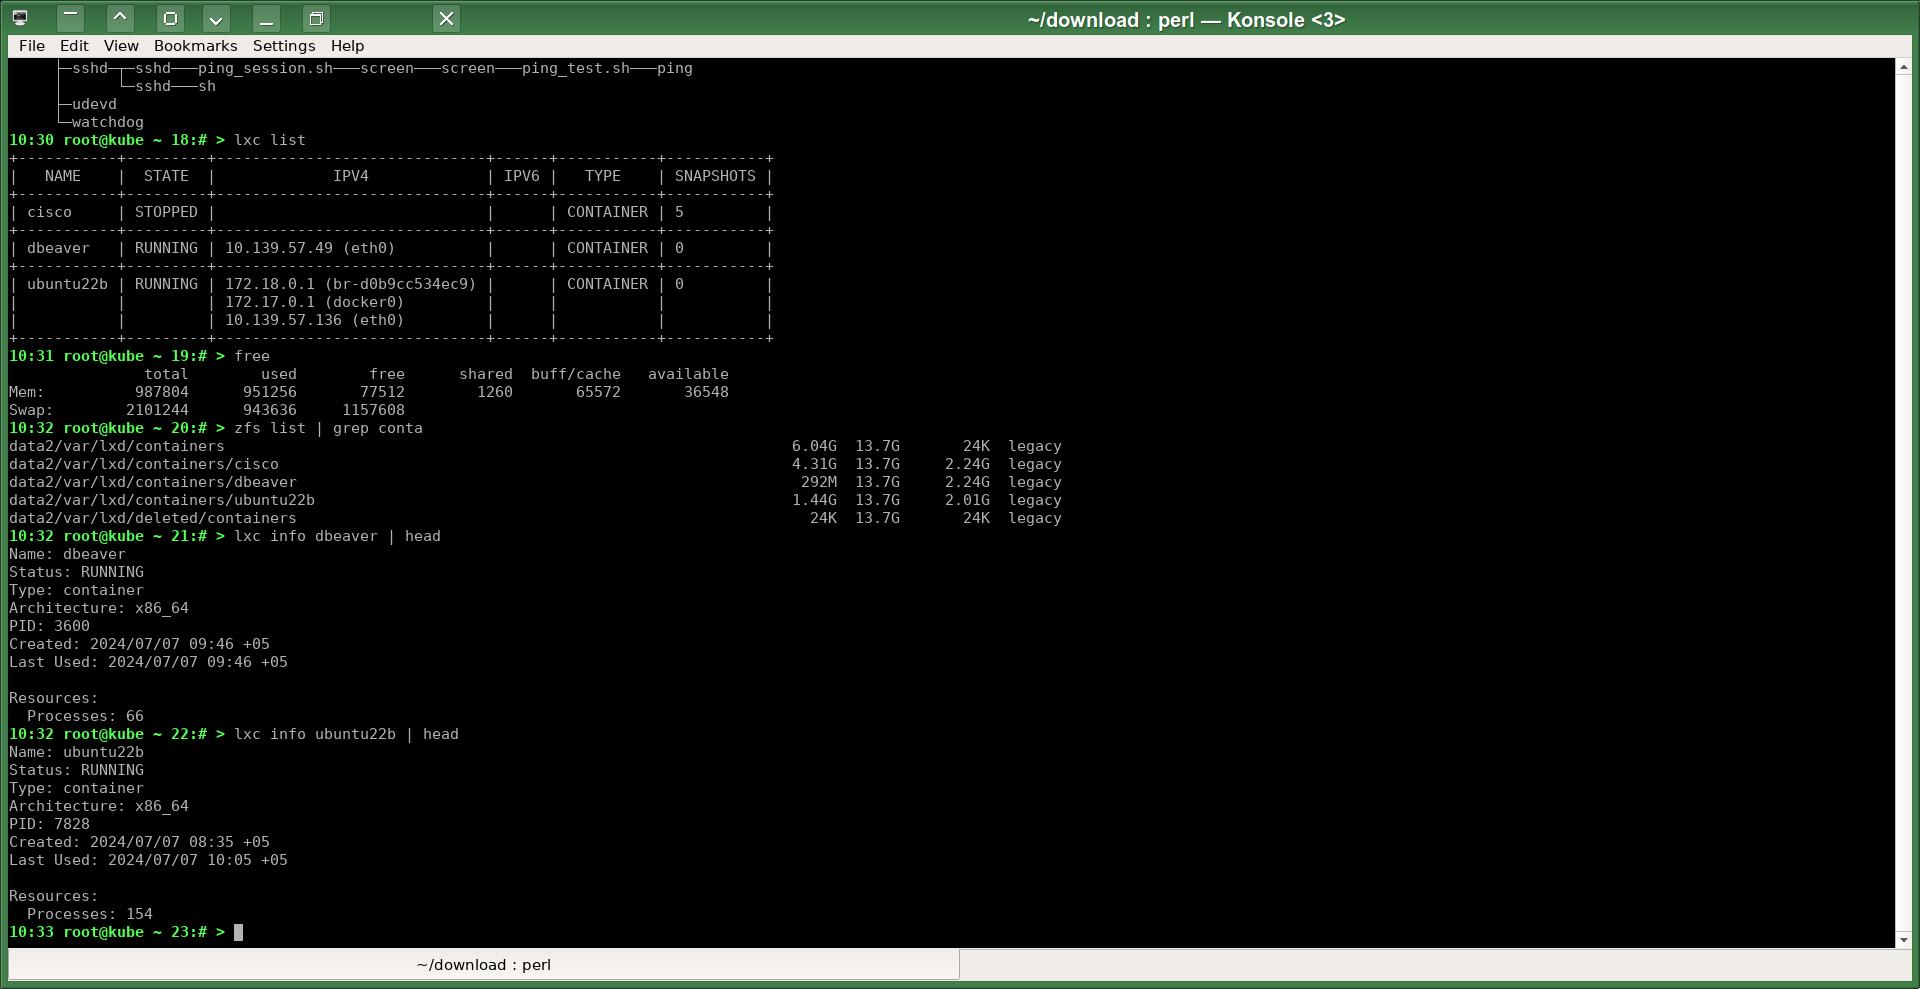 ~/download : perl — Konsole <3>
File Edit View Bookmarks Settings Help
     ├─sshd─┬─sshd───ping_session.sh───screen───screen───ping_test.sh───ping
     │      └─sshd───sh
     ├─udevd
     └─watchdog
10:30 root@kube ~ 18:# > lxc list
+-----------+---------+------------------------------+------+-----------+-----------+
|   NAME    |  STATE  |             IPV4             | IPV6 |   TYPE    | SNAPSHOTS |
+-----------+---------+------------------------------+------+-----------+-----------+
| cisco     | STOPPED |                              |      | CONTAINER | 5         |
+-----------+---------+------------------------------+------+-----------+-----------+
| dbeaver   | RUNNING | 10.139.57.49 (eth0)          |      | CONTAINER | 0         |
+-----------+---------+------------------------------+------+-----------+-----------+
| ubuntu22b | RUNNING | 172.18.0.1 (br-d0b9cc534ec9) |      | CONTAINER | 0         |
|           |         | 172.17.0.1 (docker0)         |      |           |           |
|           |         | 10.139.57.136 (eth0)         |      |           |           |
+-----------+---------+------------------------------+------+-----------+-----------+
10:31 root@kube ~ 19:# > free
               total        used        free      shared  buff/cache   available
Mem:          987804      951256       77512        1260       65572       36548
Swap:        2101244      943636     1157608
10:32 root@kube ~ 20:# > zfs list | grep conta
data2/var/lxd/containers                                                               6.04G  13.7G       24K  legacy
data2/var/lxd/containers/cisco                                                         4.31G  13.7G     2.24G  legacy
data2/var/lxd/containers/dbeaver                                                        292M  13.7G     2.24G  legacy
data2/var/lxd/containers/ubuntu22b                                                     1.44G  13.7G     2.01G  legacy
data2/var/lxd/deleted/containers                                                         24K  13.7G       24K  legacy
10:32 root@kube ~ 21:# > lxc info dbeaver | head
Name: dbeaver
Status: RUNNING
Type: container
Architecture: x86_64
PID: 3600
Created: 2024/07/07 09:46 +05
Last Used: 2024/07/07 09:46 +05

Resources:
  Processes: 66
10:32 root@kube ~ 22:# > lxc info ubuntu22b | head
Name: ubuntu22b
Status: RUNNING
Type: container
Architecture: x86_64
PID: 7828
Created: 2024/07/07 08:35 +05
Last Used: 2024/07/07 10:05 +05

Resources:
  Processes: 154
10:33 root@kube ~ 23:# >
~/download : perl